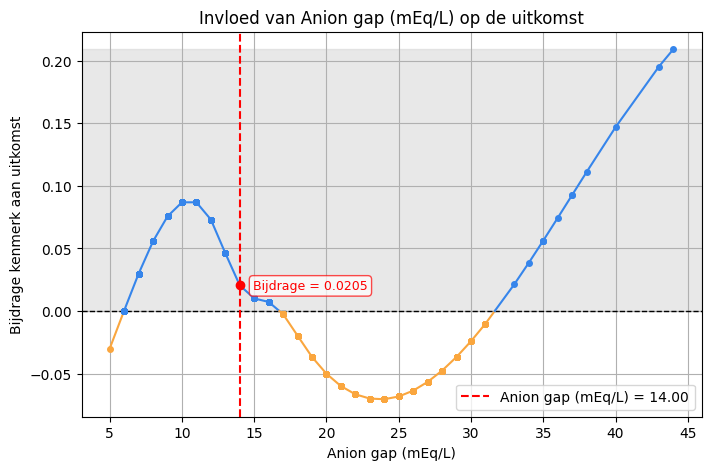 Invloed van Anion gap (mEq/L) op de uitkomst
Bijdrage kenmerk aan uitkomst
0.20
0.15
0.10
0.05
0.00
−0.05
Bijdrage = 0.0205
Anion gap (mEq/L) = 14.00
5 10 15 20 25 30 35 40 45
Anion gap (mEq/L)